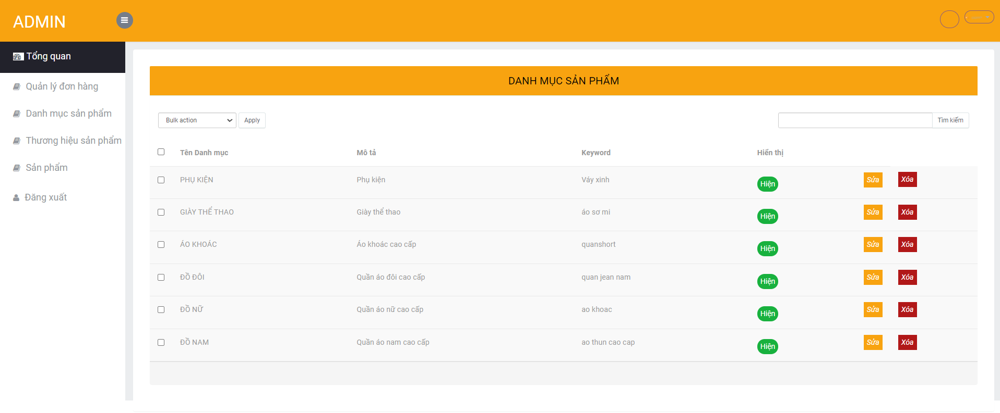 ADMIN
Tổng quan
Quản lý đơn hàng
Danh mục sản phẩm
Thương hiệu sản phẩm
Sản phẩm
Đăng xuất
DANH MỤC SẢN PHẨM
Bulk action Apply Tìm kiếm
Tên Danh mục Mô tả Keyword Hiển thị
PHỤ KIỆN Phụ kiện Váy xinh Hiện Sửa Xóa
GIÀY THỂ THAO Giày thể thao áo sơ mi Hiện Sửa Xóa
ÁO KHOÁC Áo khoác cao cấp quanshort Hiện Sửa Xóa
ĐỒ ĐÔI Quần áo đôi cao cấp quan jean nam Hiện Sửa Xóa
ĐỒ NỮ Quần áo nữ cao cấp ao khoac Hiện Sửa Xóa
ĐỒ NAM Quần áo nam cao cấp ao thun cao cap Hiện Sửa Xóa